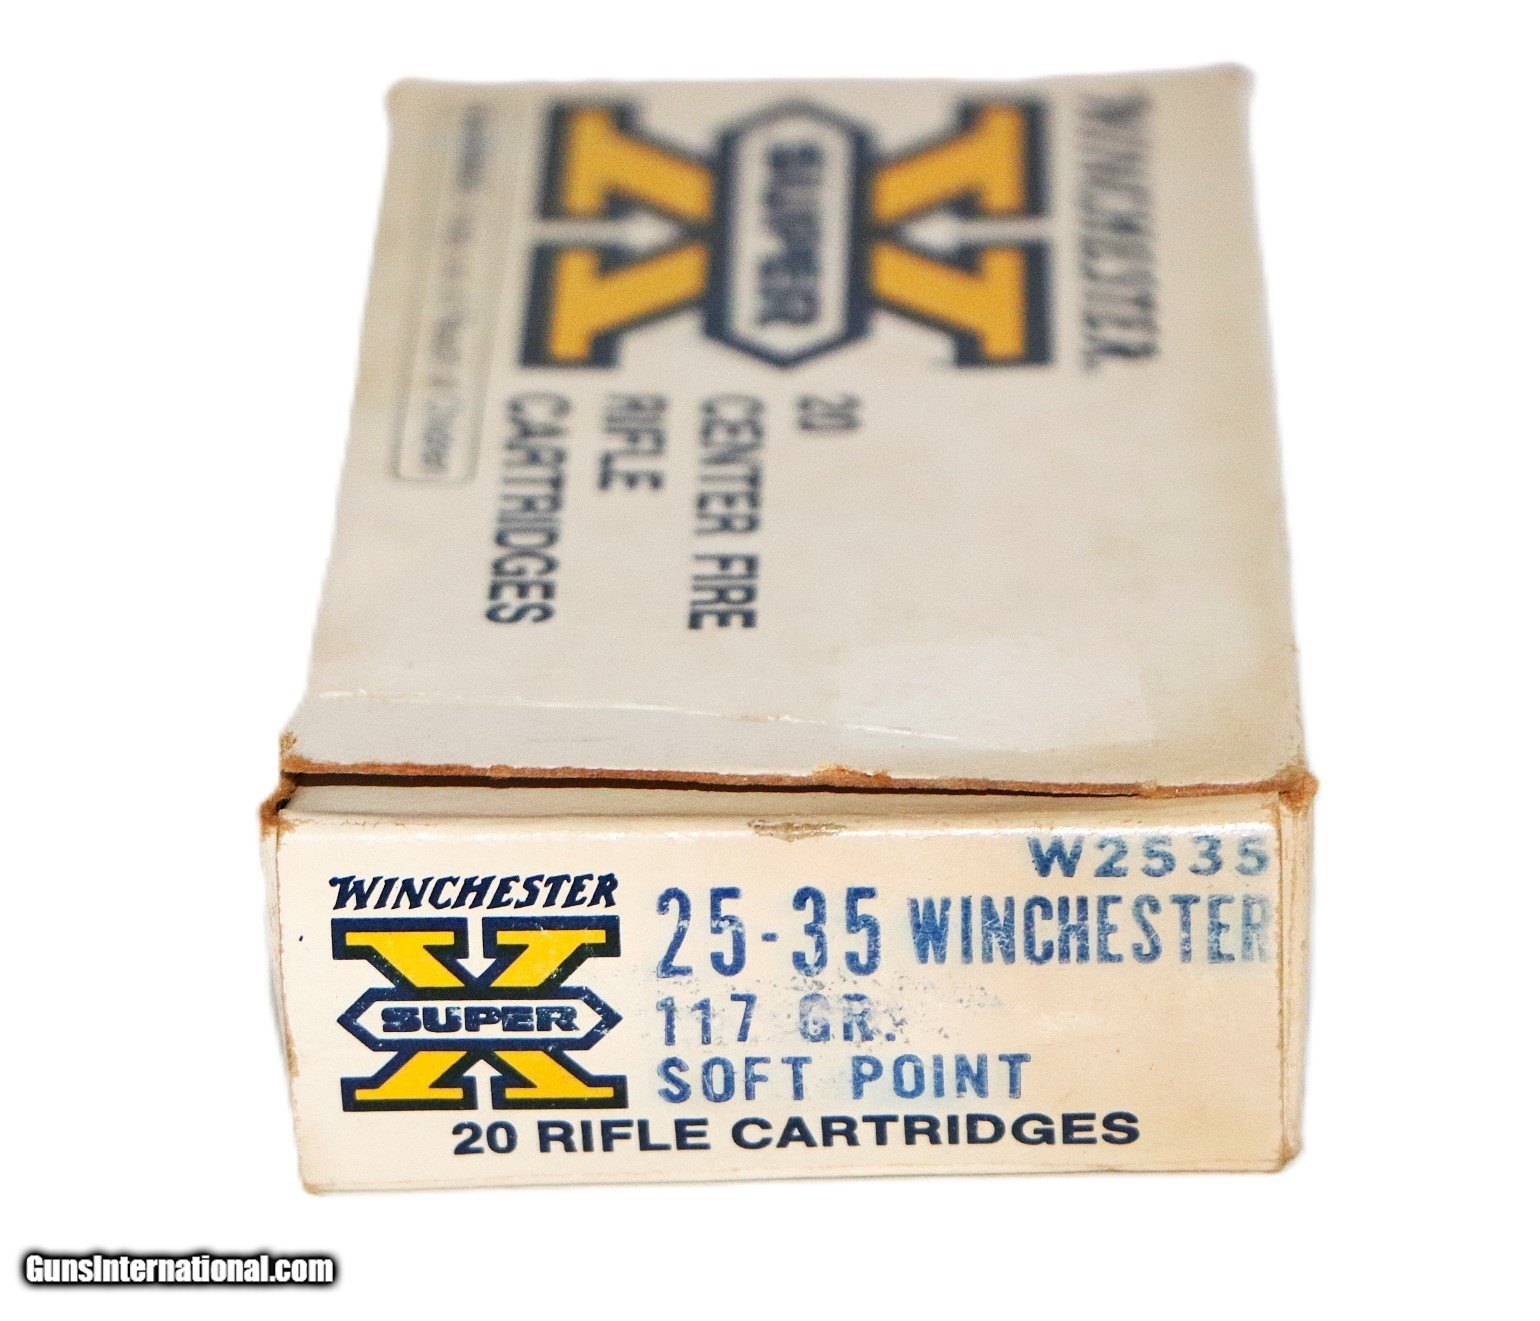 WINCHESTER
SUPER
X
20
CENTER FIRE
RIFLE
CARTRIDGES
W2535
WINCHESTER
25-35 WINCHESTER
SUPER
X
117 GR.
SOFT POINT
20 RIFLE CARTRIDGES
GunsInternational.com